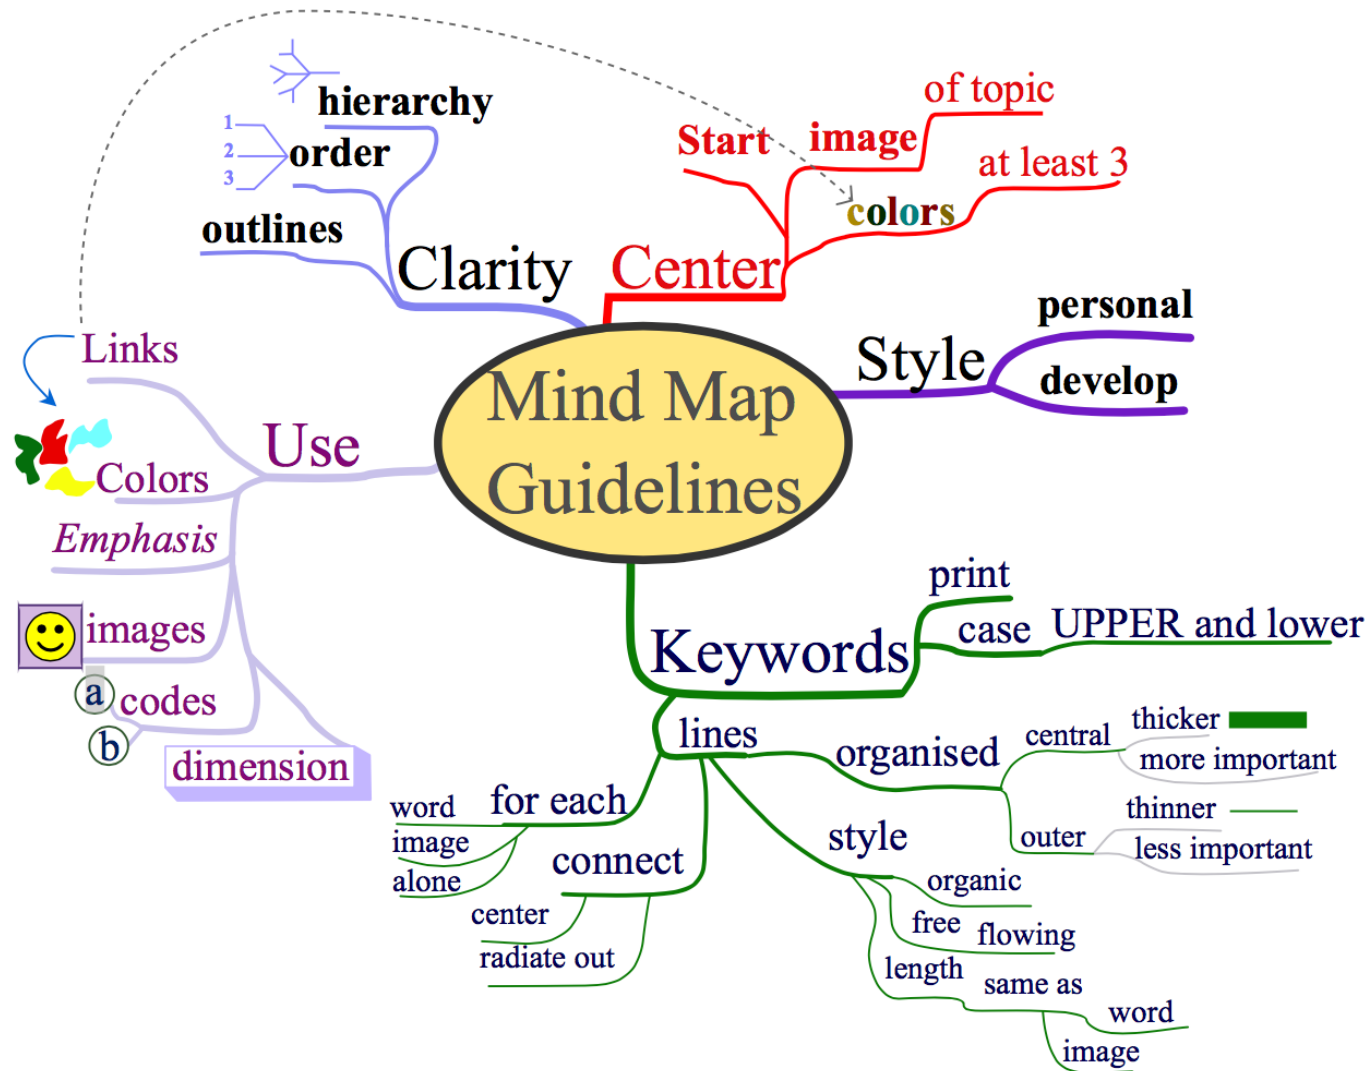 Mind Map
Guidelines
Clarity
hierarchy
1
2
3
order
outlines
Center
Start
image
of topic
colors
at least 3
Style
personal
develop
Keywords
print
case
UPPER and lower
lines
organised
central
thicker
more important
outer
thinner
less important
style
organic
free
flowing
length
same as
word
image
connect
center
radiate out
for each
word
image
alone
Use
Links
Colors
Emphasis
images
a
codes
b
dimension